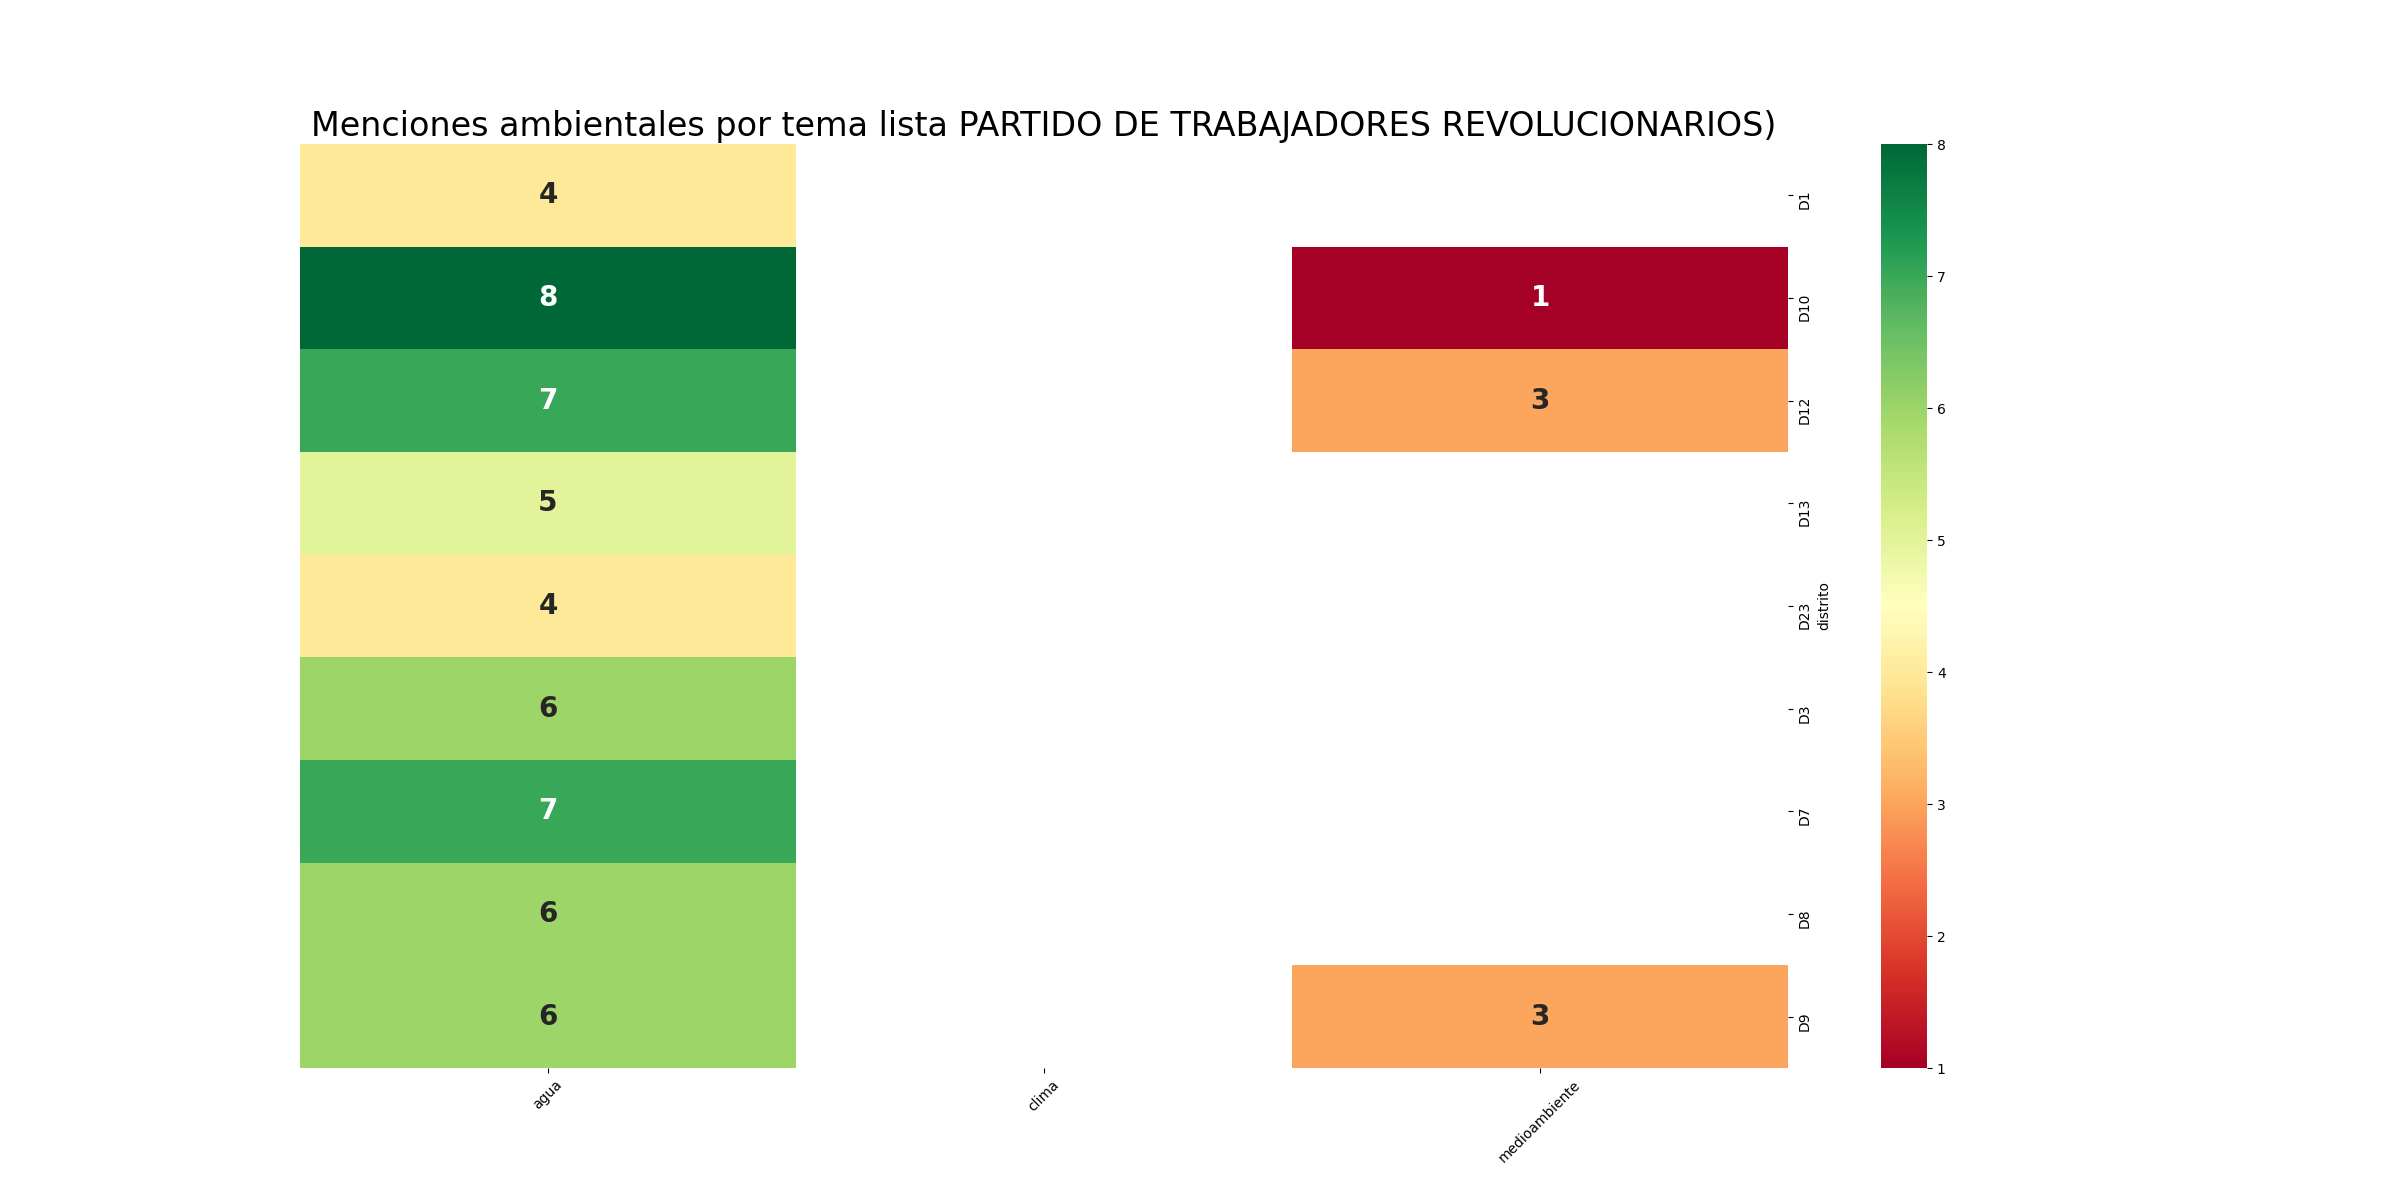 Menciones ambientales por tema lista PARTIDO DE TRABAJADORES REVOLUCIONARIOS)
4
D1
8
1
D10
7
3
D12
5
D13
4
D23
6
D3
7
D7
6
D8
6
3
D9
distrito
agua
clima
medioambiente
8
7
6
5
4
3
2
1